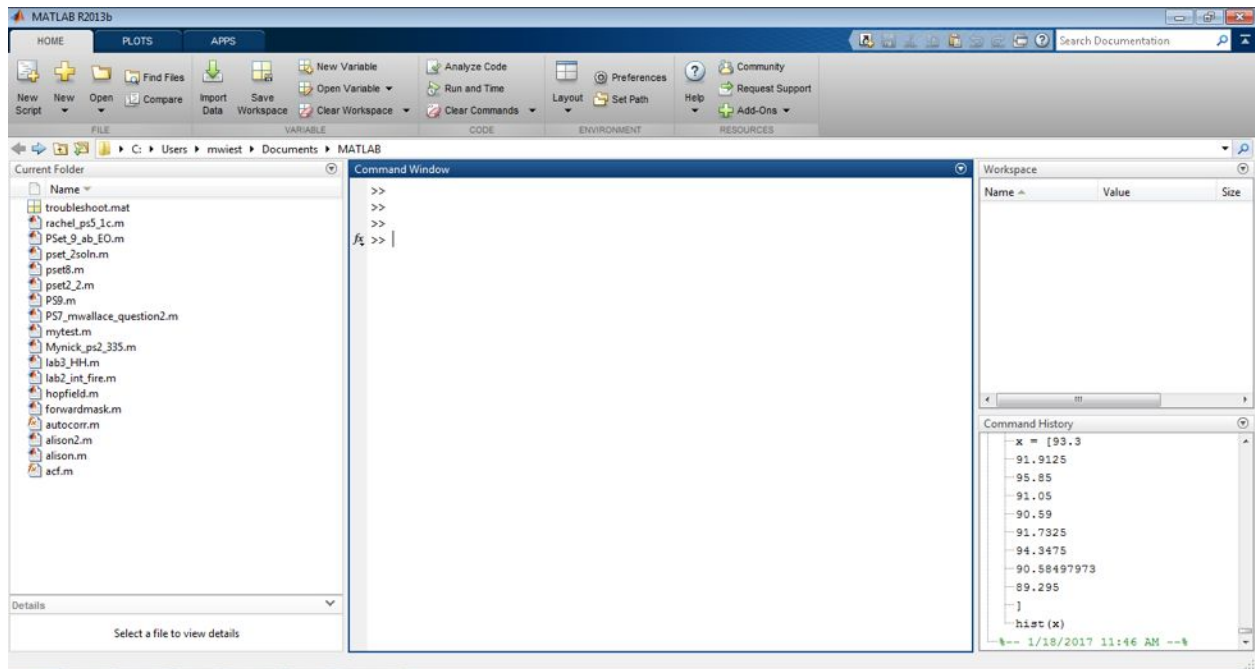 MATLAB R2013b
HOME PLOTS APPS
Search Documentation
New Script
New
Open
Find Files
Compare
Import Data
Save Workspace
New Variable
Open Variable
Clear Workspace
Analyze Code
Run and Time
Clear Commands
Layout
Preferences
Set Path
Help
Community
Request Support
Add-Ons
FILE VARIABLE CODE ENVIRONMENT RESOURCES
C: Users mwiest Documents MATLAB
Current Folder
Name
troubleshoot.mat
rachel_ps5_1c.m
PSet_9_ab_EO.m
pset_2soln.m
pset8.m
pset2_2.m
PS9.m
PS7_mwallace_question2.m
mytest.m
Mynick_ps2_335.m
lab3_HH.m
lab2_int_fire.m
hopfield.m
forwardmask.m
autocorr.m
alison2.m
alison.m
acf.m
Details
Select a file to view details
Command Window
>>
>>
>>
fx >>
Workspace
Name Value Size
Command History
x = [93.3
91.9125
95.85
91.05
90.59
91.7325
94.3475
90.58497973
89.295
]
hist(x)
%-- 1/18/2017 11:46 AM --%